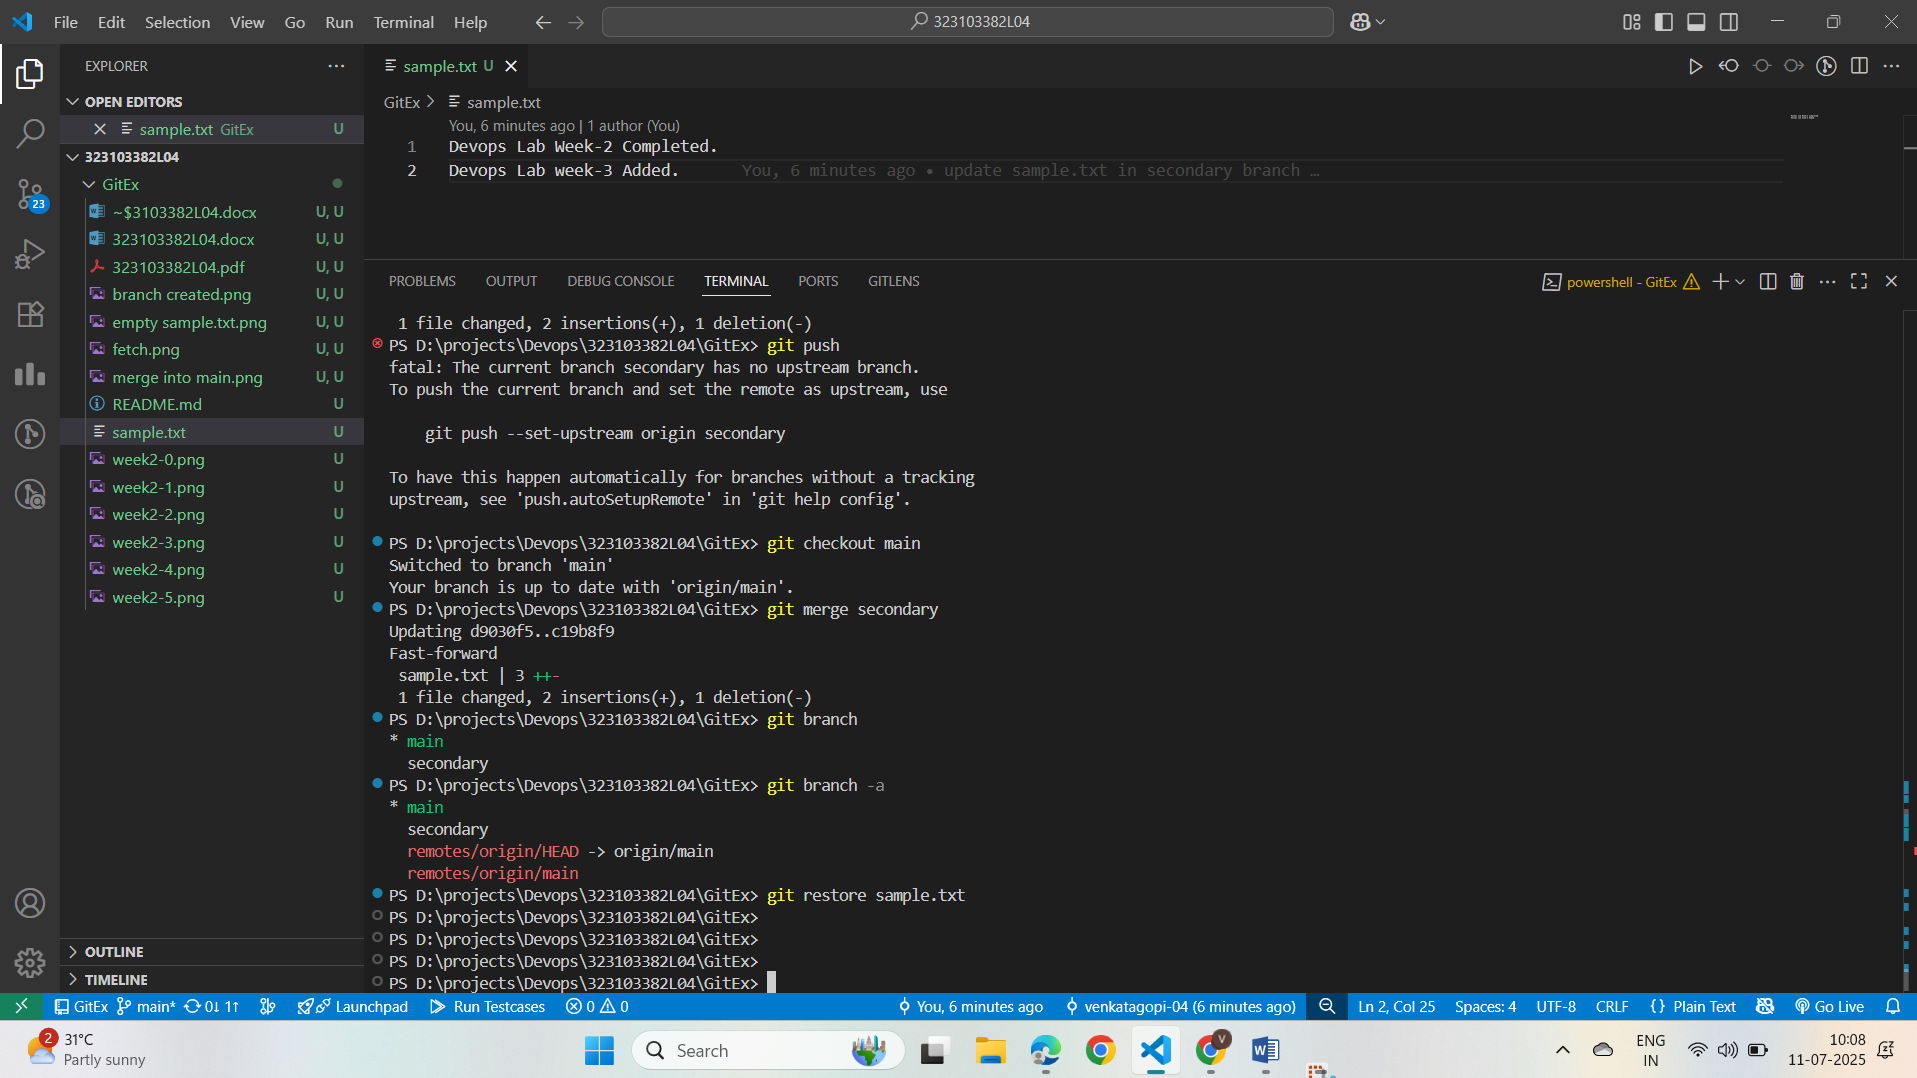 File Edit Selection View Go Run Terminal Help
323103382L04
EXPLORER
OPEN EDITORS
sample.txt GitEx U
323103382L04
GitEx
~$3103382L04.docx U, U
323103382L04.docx U, U
323103382L04.pdf U, U
branch created.png U, U
empty sample.txt.png U, U
fetch.png U, U
merge into main.png U, U
README.md U
sample.txt U
week2-0.png U
week2-1.png U
week2-2.png U
week2-3.png U
week2-4.png U
week2-5.png U
OUTLINE
TIMELINE
23
sample.txt U
GitEx > sample.txt
You, 6 minutes ago | 1 author (You)
1 Devops Lab Week-2 Completed.
2 Devops Lab week-3 Added. You, 6 minutes ago • update sample.txt in secondary branch …
PROBLEMS OUTPUT DEBUG CONSOLE TERMINAL PORTS GITLENS
powershell - GitEx
1 file changed, 2 insertions(+), 1 deletion(-)
PS D:\projects\Devops\323103382L04\GitEx> git push
fatal: The current branch secondary has no upstream branch.
To push the current branch and set the remote as upstream, use
git push --set-upstream origin secondary
To have this happen automatically for branches without a tracking
upstream, see 'push.autoSetupRemote' in 'git help config'.
PS D:\projects\Devops\323103382L04\GitEx> git checkout main
Switched to branch 'main'
Your branch is up to date with 'origin/main'.
PS D:\projects\Devops\323103382L04\GitEx> git merge secondary
Updating d9030f5..c19b8f9
Fast-forward
sample.txt | 3 ++-
1 file changed, 2 insertions(+), 1 deletion(-)
PS D:\projects\Devops\323103382L04\GitEx> git branch
* main
secondary
PS D:\projects\Devops\323103382L04\GitEx> git branch -a
* main
secondary
remotes/origin/HEAD -> origin/main
remotes/origin/main
PS D:\projects\Devops\323103382L04\GitEx> git restore sample.txt
PS D:\projects\Devops\323103382L04\GitEx>
PS D:\projects\Devops\323103382L04\GitEx>
PS D:\projects\Devops\323103382L04\GitEx>
PS D:\projects\Devops\323103382L04\GitEx>
GitEx main* 0↓ 1↑ Launchpad Run Testcases 0 0 You, 6 minutes ago venkatagopi-04 (6 minutes ago) Ln 2, Col 25 Spaces: 4 UTF-8 CRLF {} Plain Text Go Live
2 31°C
Partly sunny
Search
V
ENG
IN
10:08
11-07-2025